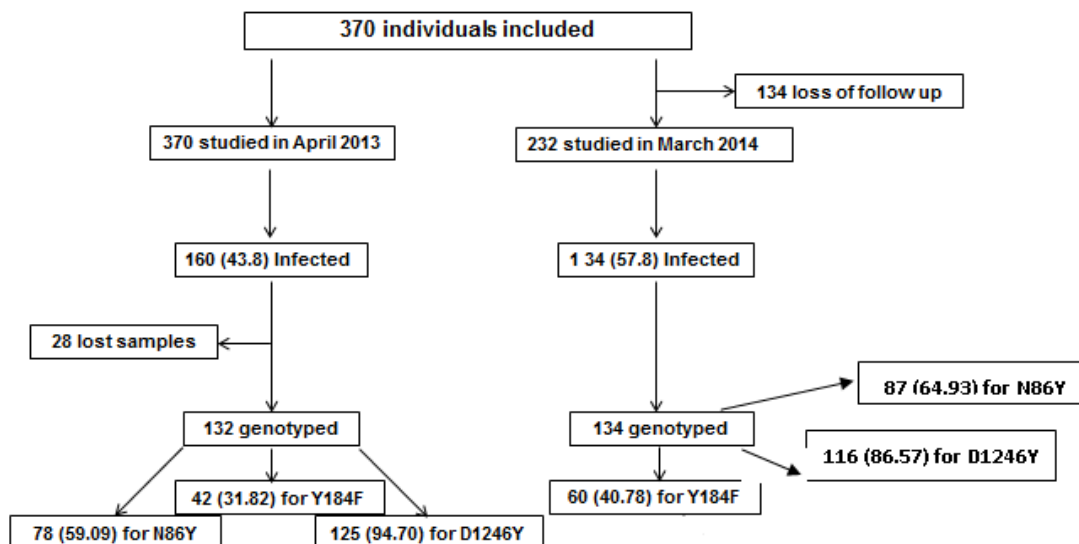 370 individuals included
134 loss of follow up
370 studied in April 2013
232 studied in March 2014
160 (43.8) Infected
1 34 (57.8) Infected
28 lost samples
87 (64.93) for N86Y
132 genotyped
134 genotyped
116 (86.57) for D1246Y
42 (31.82) for Y184F
60 (40.78) for Y184F
78 (59.09) for N86Y
125 (94.70) for D1246Y